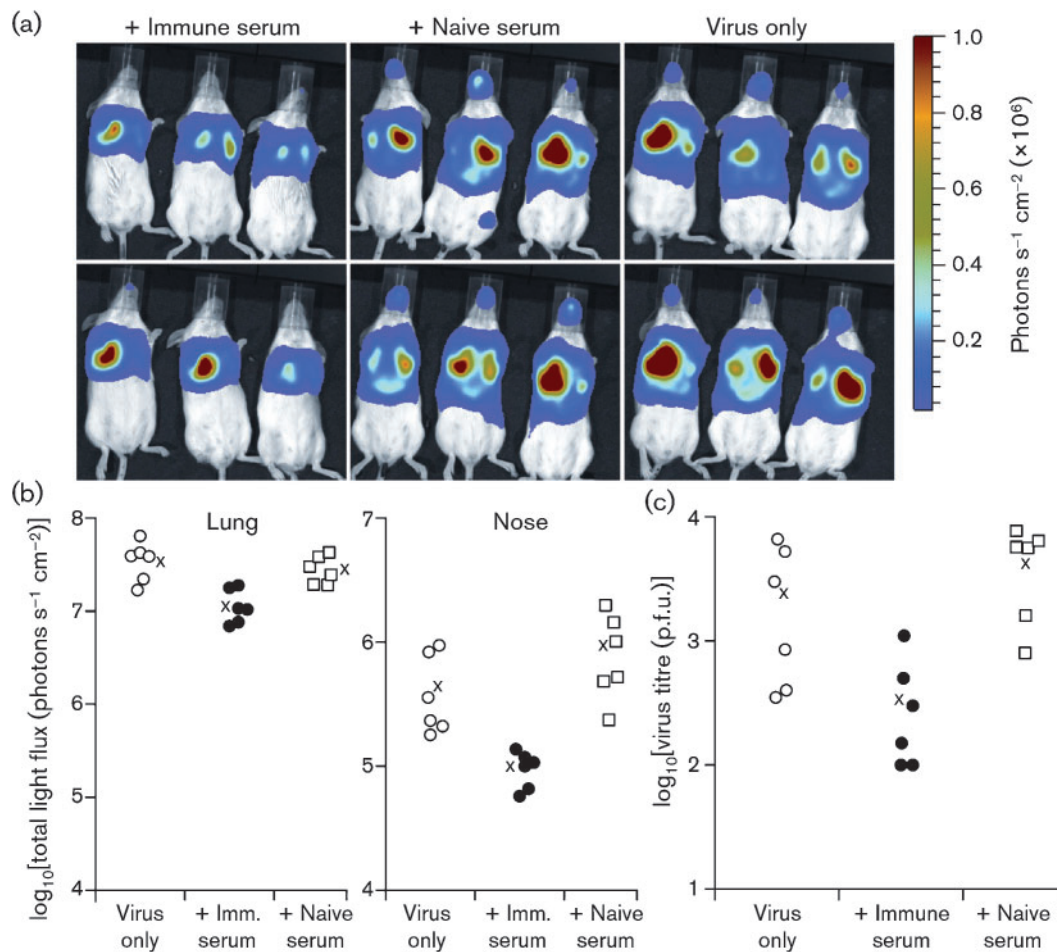 (a)
+ Immune serum
+ Naive serum
Virus only
1.0
0.8
0.6
0.4
0.2
Photons s⁻¹ cm⁻² (× 10⁶)
(b)
Lung
Nose
log₁₀[total light flux (photons s⁻¹ cm⁻²)]
8
7
6
5
4
Virus only
+ Imm. serum
+ Naive serum
7
6
5
4
Virus only
+ Imm. serum
+ Naive serum
(c)
log₁₀[virus titre (p.f.u.)]
4
3
2
1
Virus only
+ Immune serum
+ Naive serum